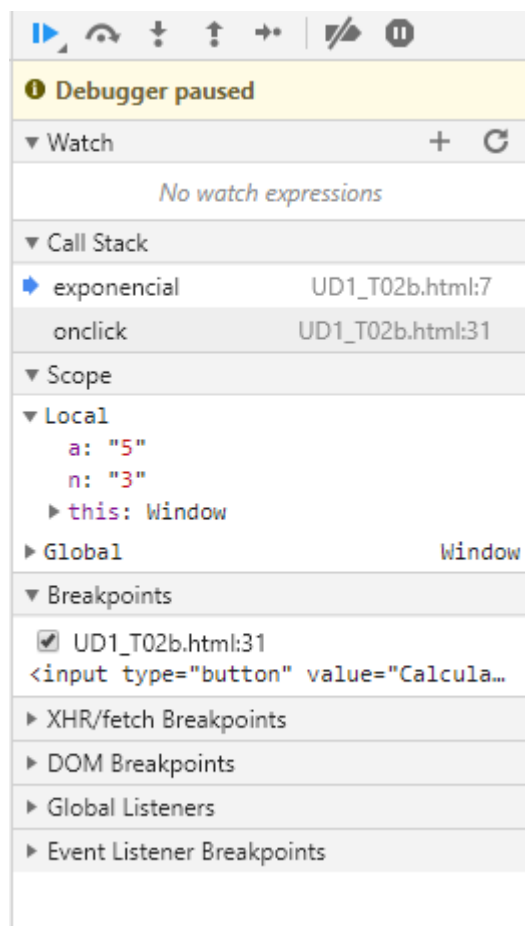 Debugger paused
Watch
No watch expressions
Call Stack
exponencial UD1_T02b.html:7
onclick UD1_T02b.html:31
Scope
Local
a: "5"
n: "3"
this: Window
Global Window
Breakpoints
UD1_T02b.html:31
<input type="button" value="Calcula…
XHR/fetch Breakpoints
DOM Breakpoints
Global Listeners
Event Listener Breakpoints